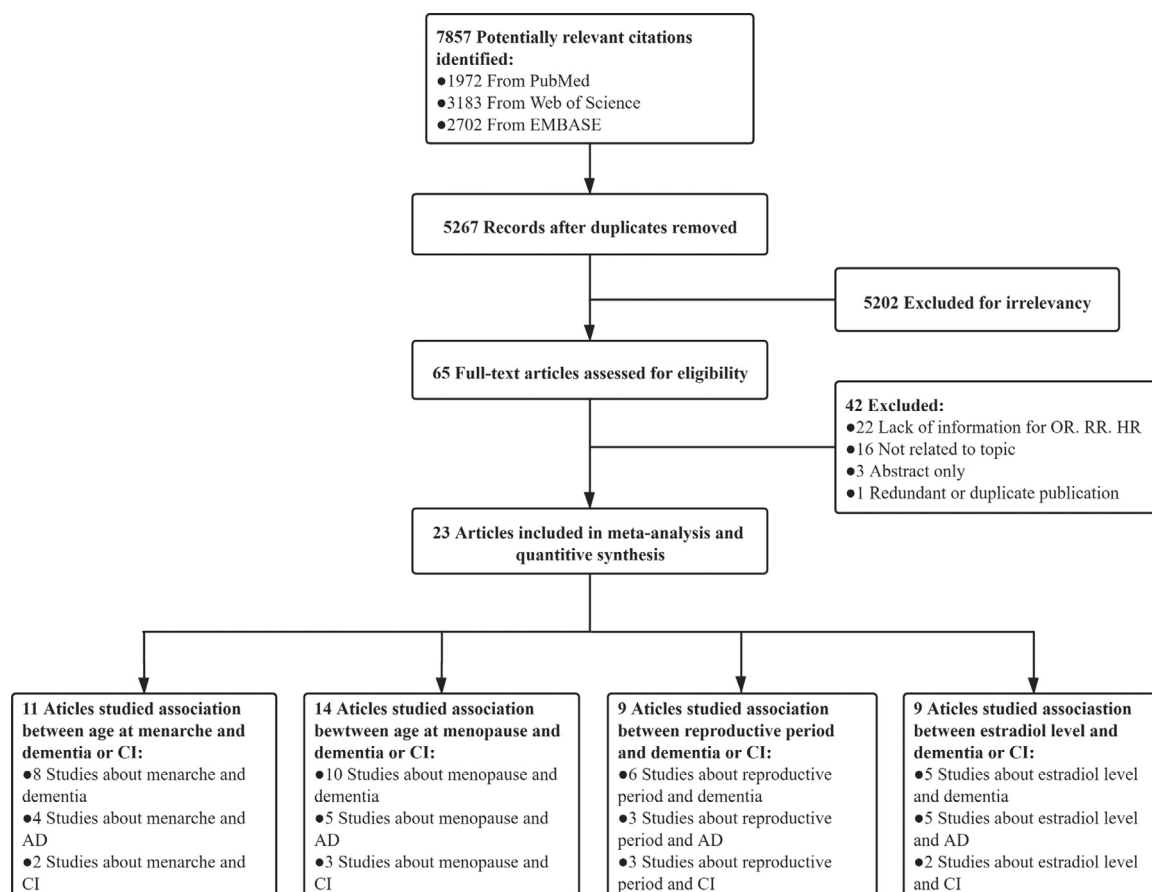 7857 Potentially relevant citations
identified:
●1972 From PubMed
●3183 From Web of Science
●2702 From EMBASE
5267 Records after duplicates removed
5202 Excluded for irrelevancy
65 Full-text articles assessed for eligibility
42 Excluded:
●22 Lack of information for OR. RR. HR
●16 Not related to topic
●3 Abstract only
●1 Redundant or duplicate publication
23 Articles included in meta-analysis and
quantitive synthesis
11 Aticles studied association
between age at menarche and
dementia or CI:
●8 Studies about menarche and
dementia
●4 Studies about menarche and
AD
●2 Studies about menarche and
CI
14 Aticles studied association
bewtween age at menopause and
dementia or CI:
●10 Studies about menopause and
dementia
●5 Studies about menopause and
AD
●3 Studies about menopause and
CI
9 Aticles studied association
between reproductive period
and dementia or CI:
●6 Studies about reproductive
period and dementia
●3 Studies about reproductive
period and AD
●3 Studies about reproductive
period and CI
9 Aticles studied associastion
between estradiol level and
dementia or CI:
●5 Studies about estradiol level
and dementia
●5 Studies about estradiol level
and AD
●2 Studies about estradiol level
and CI